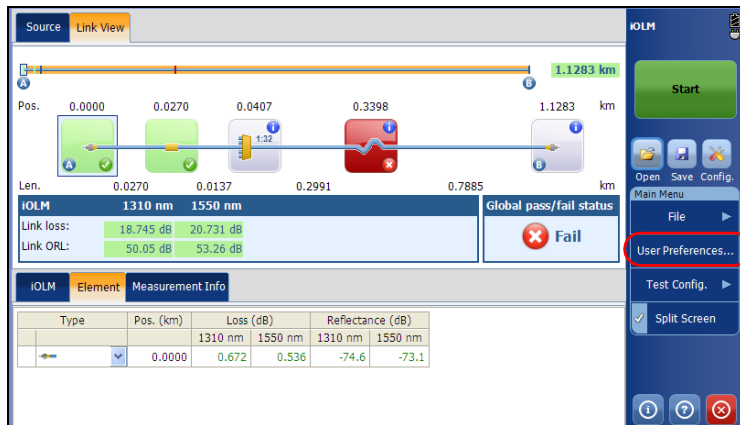 Source Link View
iOLM
1.1283 km
A B
Start
Pos. 0.0000 0.0270 0.0407 0.3398 1.1283 km
1:32
A B
Open Save Config.
Len. 0.0270 0.0137 0.2991 0.7885 km
Main Menu
iOLM 1310 nm 1550 nm Global pass/fail status
File
Link loss: 18.745 dB 20.731 dB
Fail
Link ORL: 50.05 dB 53.26 dB
User Preferences...
iOLM Element Measurement Info
Test Config.
Type Pos. (km) Loss (dB) Reflectance (dB)
Split Screen
1310 nm 1550 nm 1310 nm 1550 nm
0.0000 0.672 0.536 -74.6 -73.1